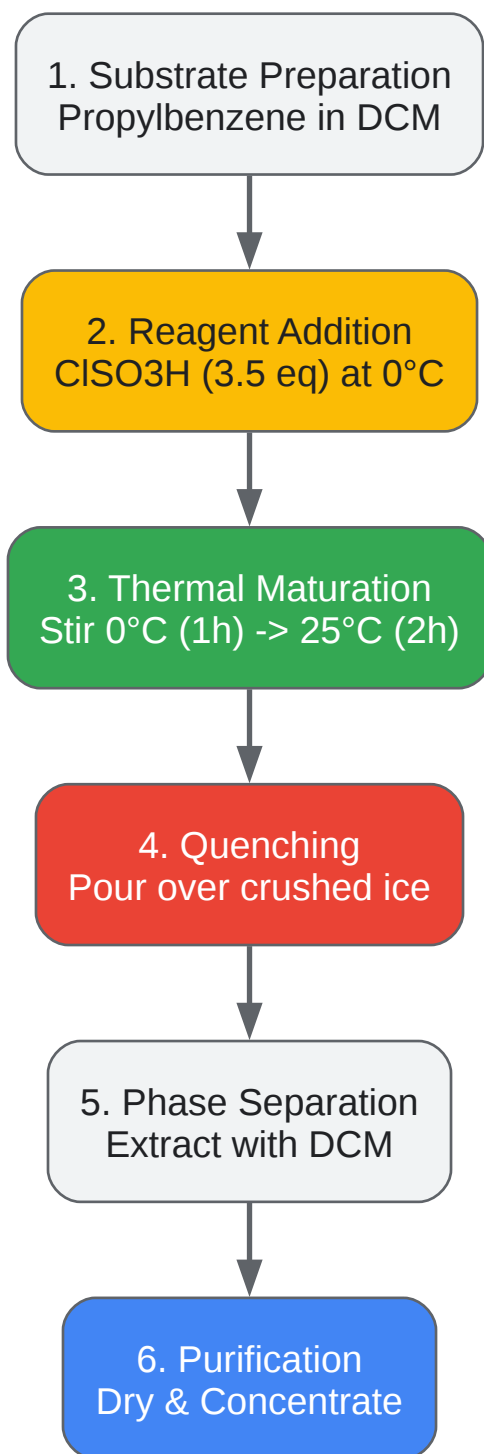 1. Substrate Preparation
Propylbenzene in DCM
2. Reagent Addition
ClSO3H (3.5 eq) at 0°C
3. Thermal Maturation
Stir 0°C (1h) -> 25°C (2h)
4. Quenching
Pour over crushed ice
5. Phase Separation
Extract with DCM
6. Purification
Dry & Concentrate